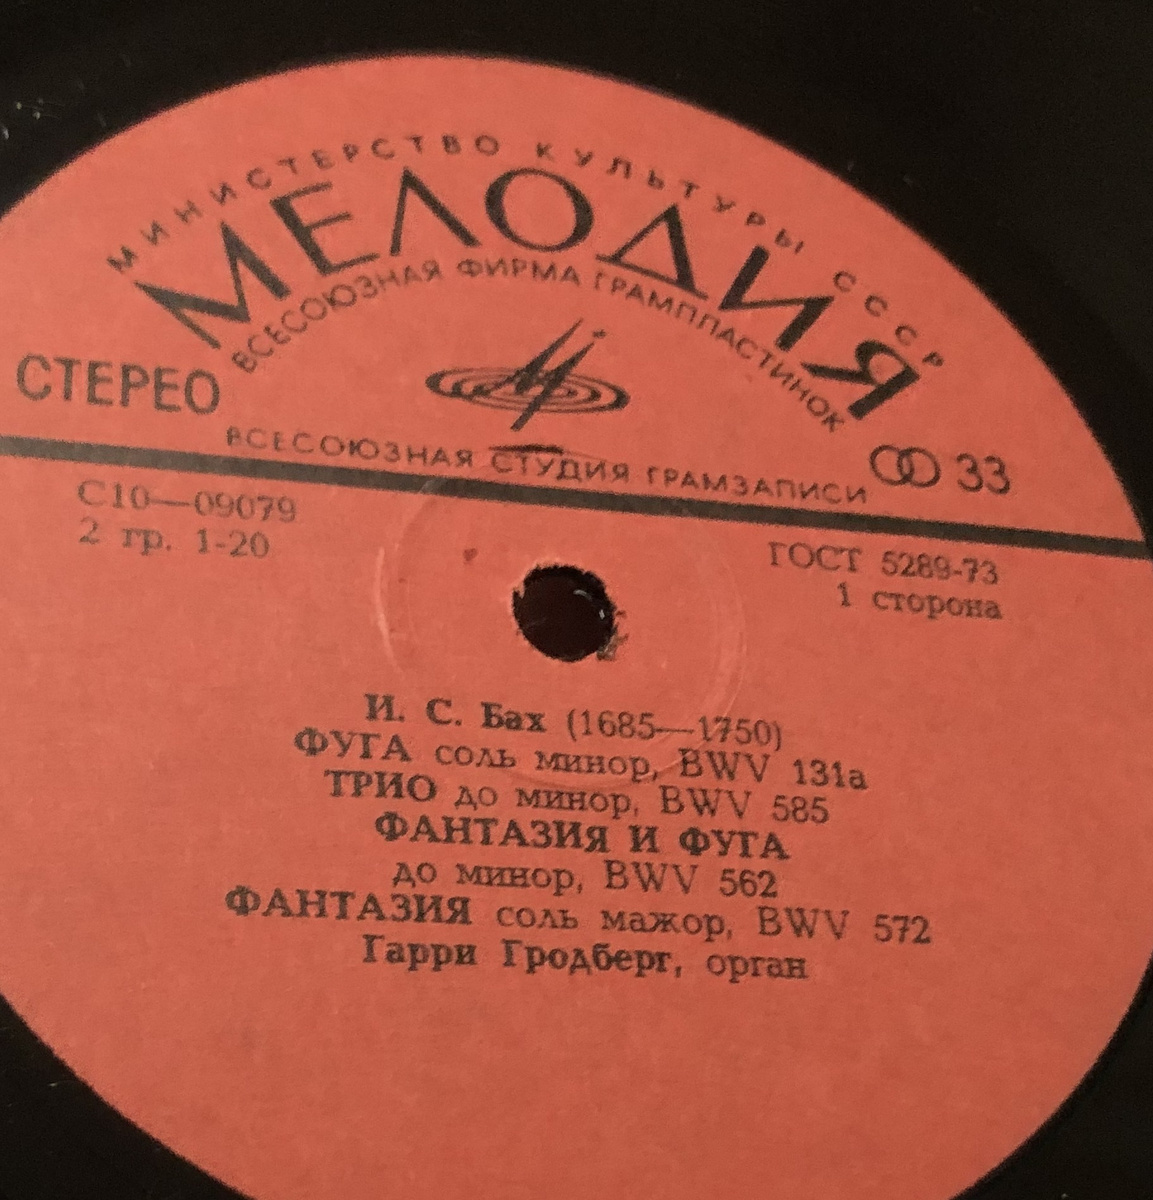 МИНИСТЕРСТВО КУЛЬТУРЫ СССР
МЕЛОДИЯ
ВСЕСОЮЗНАЯ ФИРМА ГРАМПЛАСТИНОК
СТЕРЕО
33
ВСЕСОЮЗНАЯ СТУДИЯ ГРАМЗАПИСИ
С10—09079
2 гр. 1-20
ГОСТ 5289-73
1 сторона
И. С. Бах (1685—1750)
ФУГА соль минор, BWV 131a
ТРИО до минор, BWV 585
ФАНТАЗИЯ И ФУГА
до минор, BWV 562
ФАНТАЗИЯ соль мажор, BWV 572
Гарри Гродберг, орган